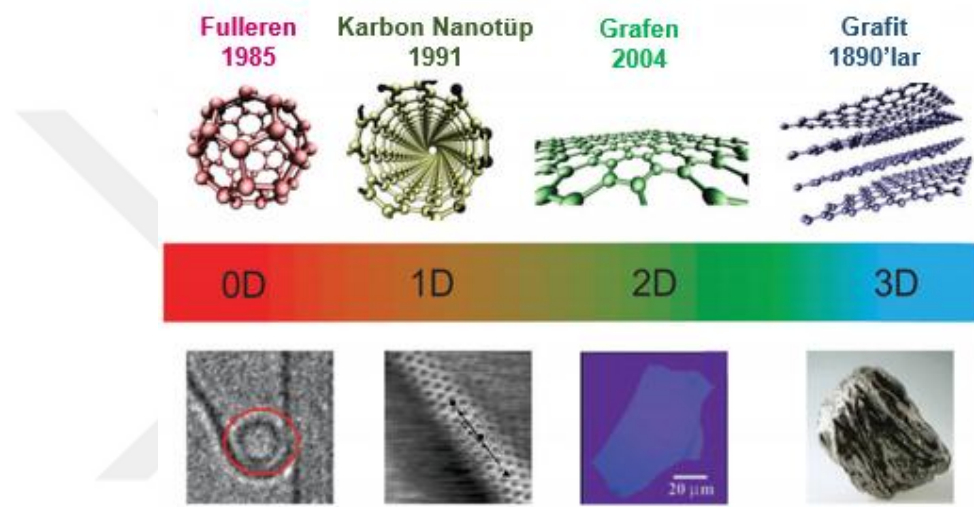 Fulleren
1985
Karbon Nanotüp
1991
Grafen
2004
Grafit
1890’lar
0D
1D
2D
3D
20 μm